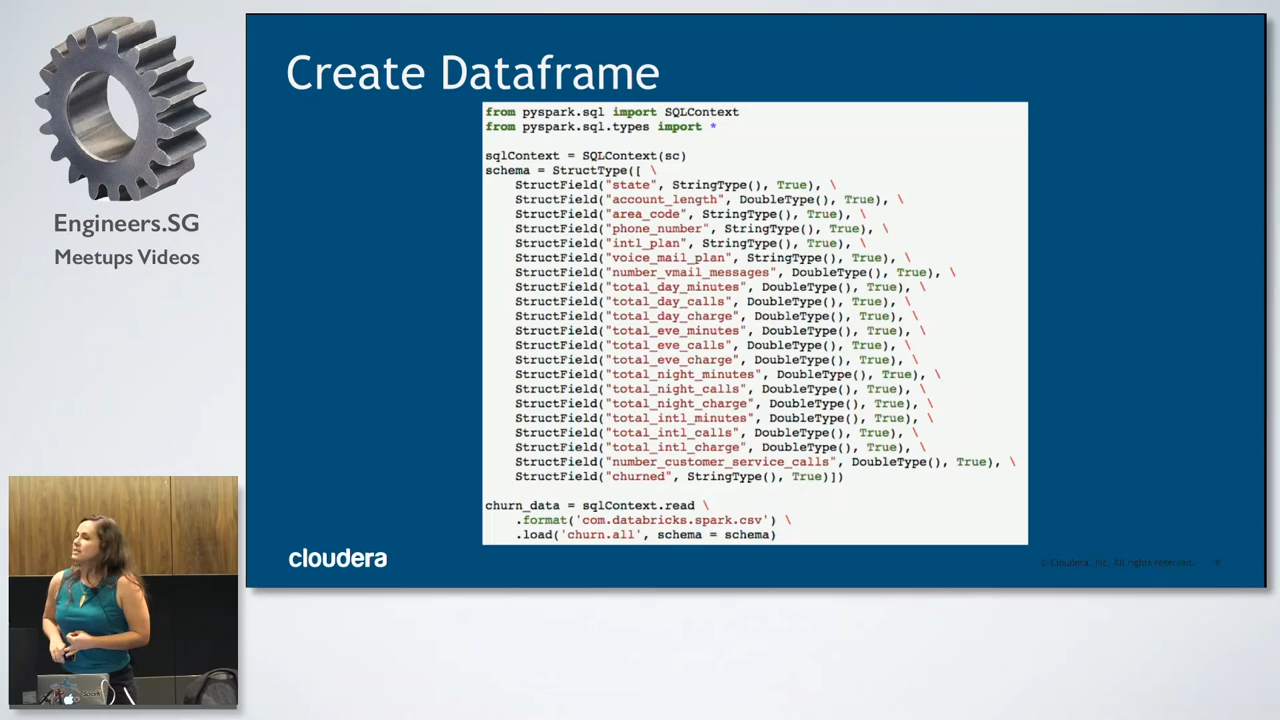 Engineers.SG
Meetups Videos
Create Dataframe
from pyspark.sql import SQLContext
from pyspark.sql.types import *
sqlContext = SQLContext(sc)
schema = StructType([ \
StructField("state", StringType(), True), \
StructField("account_length", DoubleType(), True), \
StructField("area_code", StringType(), True), \
StructField("phone_number", StringType(), True), \
StructField("intl_plan", StringType(), True), \
StructField("voice_mail_plan", StringType(), True), \
StructField("number_vmail_messages", DoubleType(), True), \
StructField("total_day_minutes", DoubleType(), True), \
StructField("total_day_calls", DoubleType(), True), \
StructField("total_day_charge", DoubleType(), True), \
StructField("total_eve_minutes", DoubleType(), True), \
StructField("total_eve_calls", DoubleType(), True), \
StructField("total_eve_charge", DoubleType(), True), \
StructField("total_night_minutes", DoubleType(), True), \
StructField("total_night_calls", DoubleType(), True), \
StructField("total_night_charge", DoubleType(), True), \
StructField("total_intl_minutes", DoubleType(), True), \
StructField("total_intl_calls", DoubleType(), True), \
StructField("total_intl_charge", DoubleType(), True), \
StructField("number_customer_service_calls", DoubleType(), True), \
StructField("churned", StringType(), True)])
churn_data = sqlContext.read \
.format('com.databricks.spark.csv') \
.load('churn.all', schema = schema)
cloudera
© Cloudera, Inc. All rights reserved.
Spark